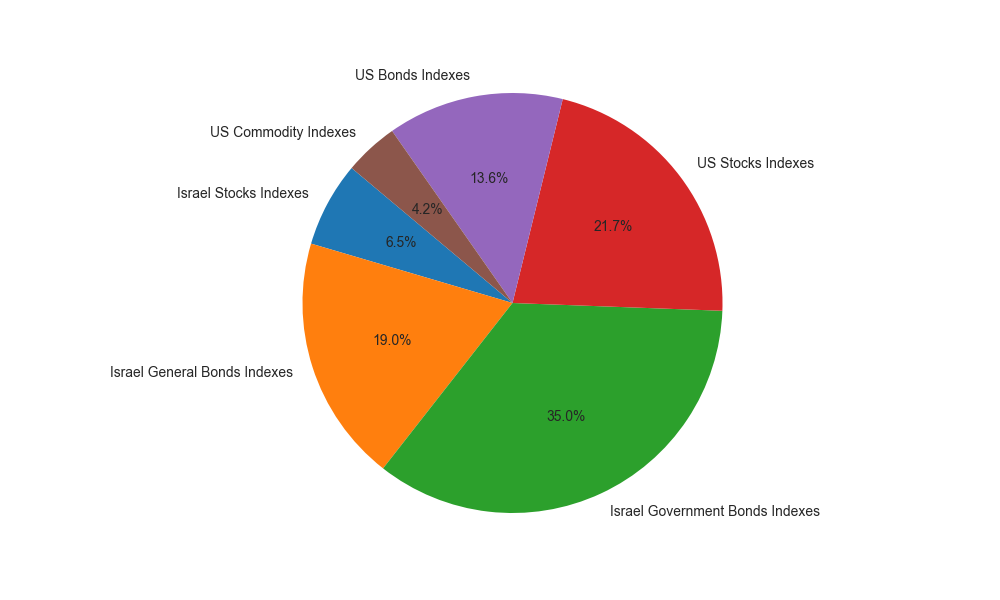 US Bonds Indexes
US Commodity Indexes
US Stocks Indexes
13.6%
Israel Stocks Indexes
4.2%
21.7%
6.5%
19.0%
Israel General Bonds Indexes
35.0%
Israel Government Bonds Indexes